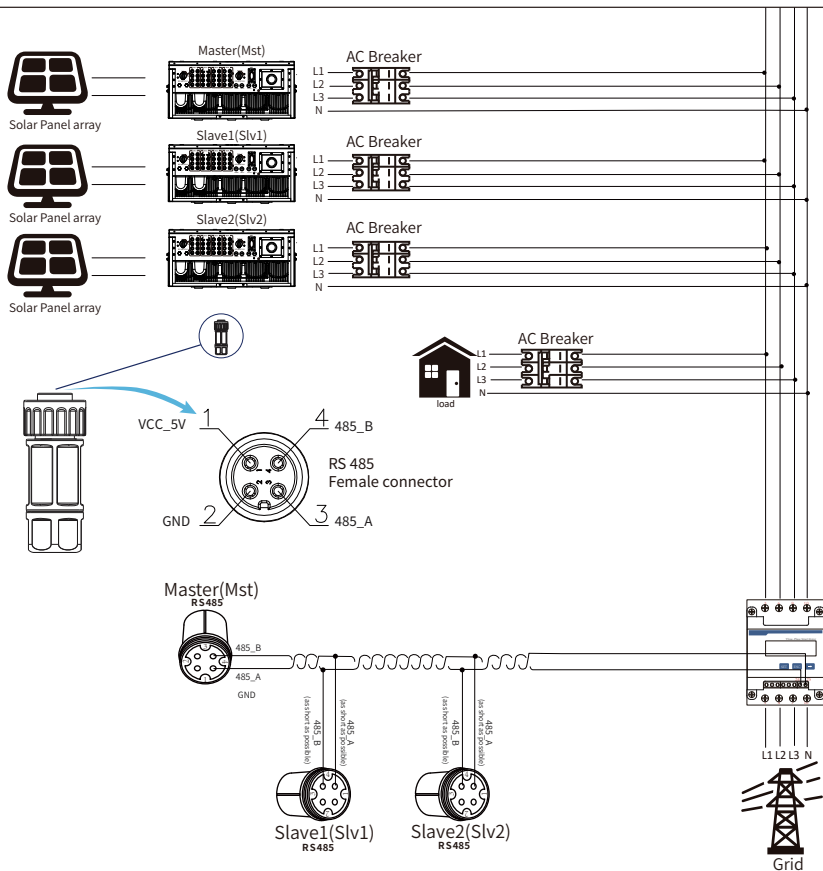 Master(Mst)
AC Breaker
L1
L2
L3
N
Solar Panel array
Slave1(Slv1)
AC Breaker
L1
L2
L3
N
Solar Panel array
Slave2(Slv2)
AC Breaker
L1
L2
L3
N
Solar Panel array
AC Breaker
L1
L2
L3
N
load
VCC_5V
1
4
485_B
1
4
2
3
RS 485
Female connector
GND
2
3
485_A
Master(Mst)
RS485
485_B
485_A
GND
485_B
(as short as possible)
485_A
(as short as possible)
485_B
(as short as possible)
485_A
(as short as possible)
Slave1(Slv1)
RS485
Slave2(Slv2)
RS485
L1 L2 L3 N
Grid